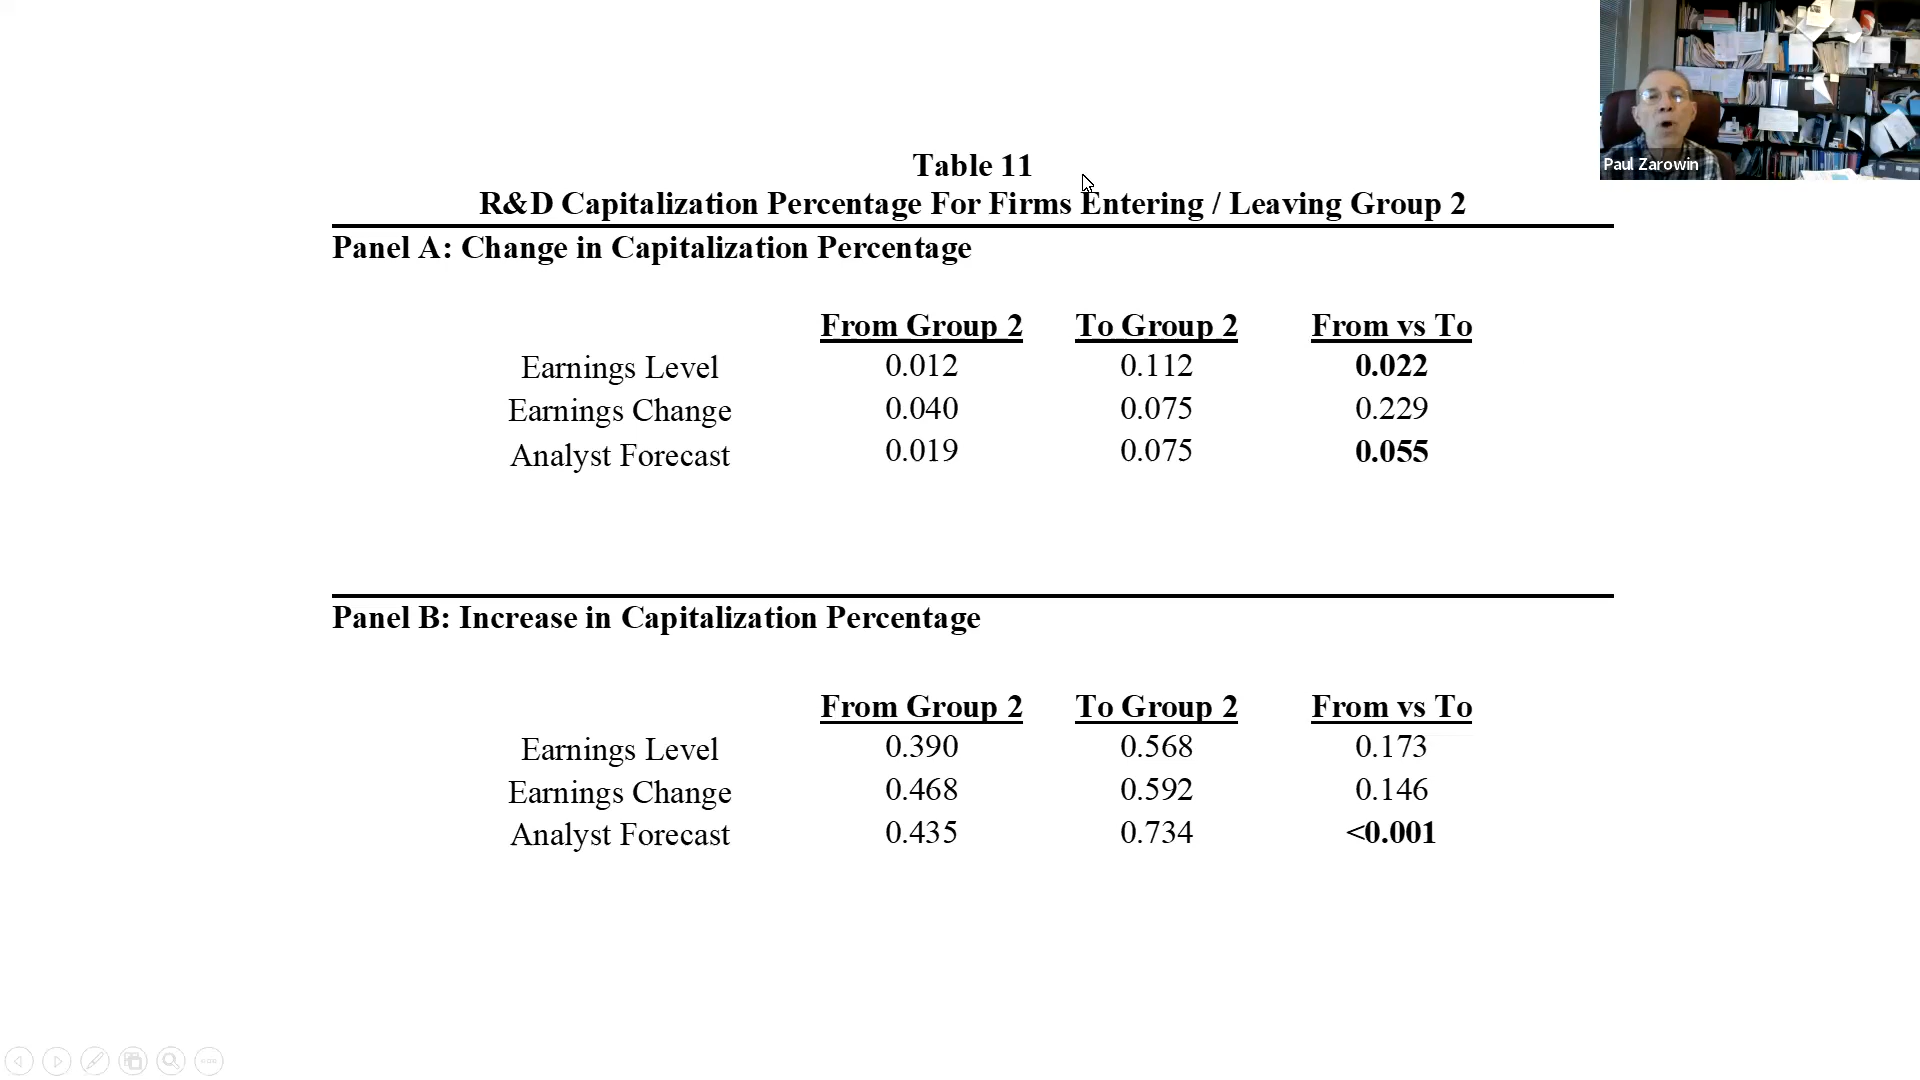 Paul Zarowin
Table 11
R&D Capitalization Percentage For Firms Entering / Leaving Group 2
Panel A: Change in Capitalization Percentage
From Group 2 To Group 2 From vs To
Earnings Level 0.012 0.112 0.022
Earnings Change 0.040 0.075 0.229
Analyst Forecast 0.019 0.075 0.055
Panel B: Increase in Capitalization Percentage
From Group 2 To Group 2 From vs To
Earnings Level 0.390 0.568 0.173
Earnings Change 0.468 0.592 0.146
Analyst Forecast 0.435 0.734 <0.001